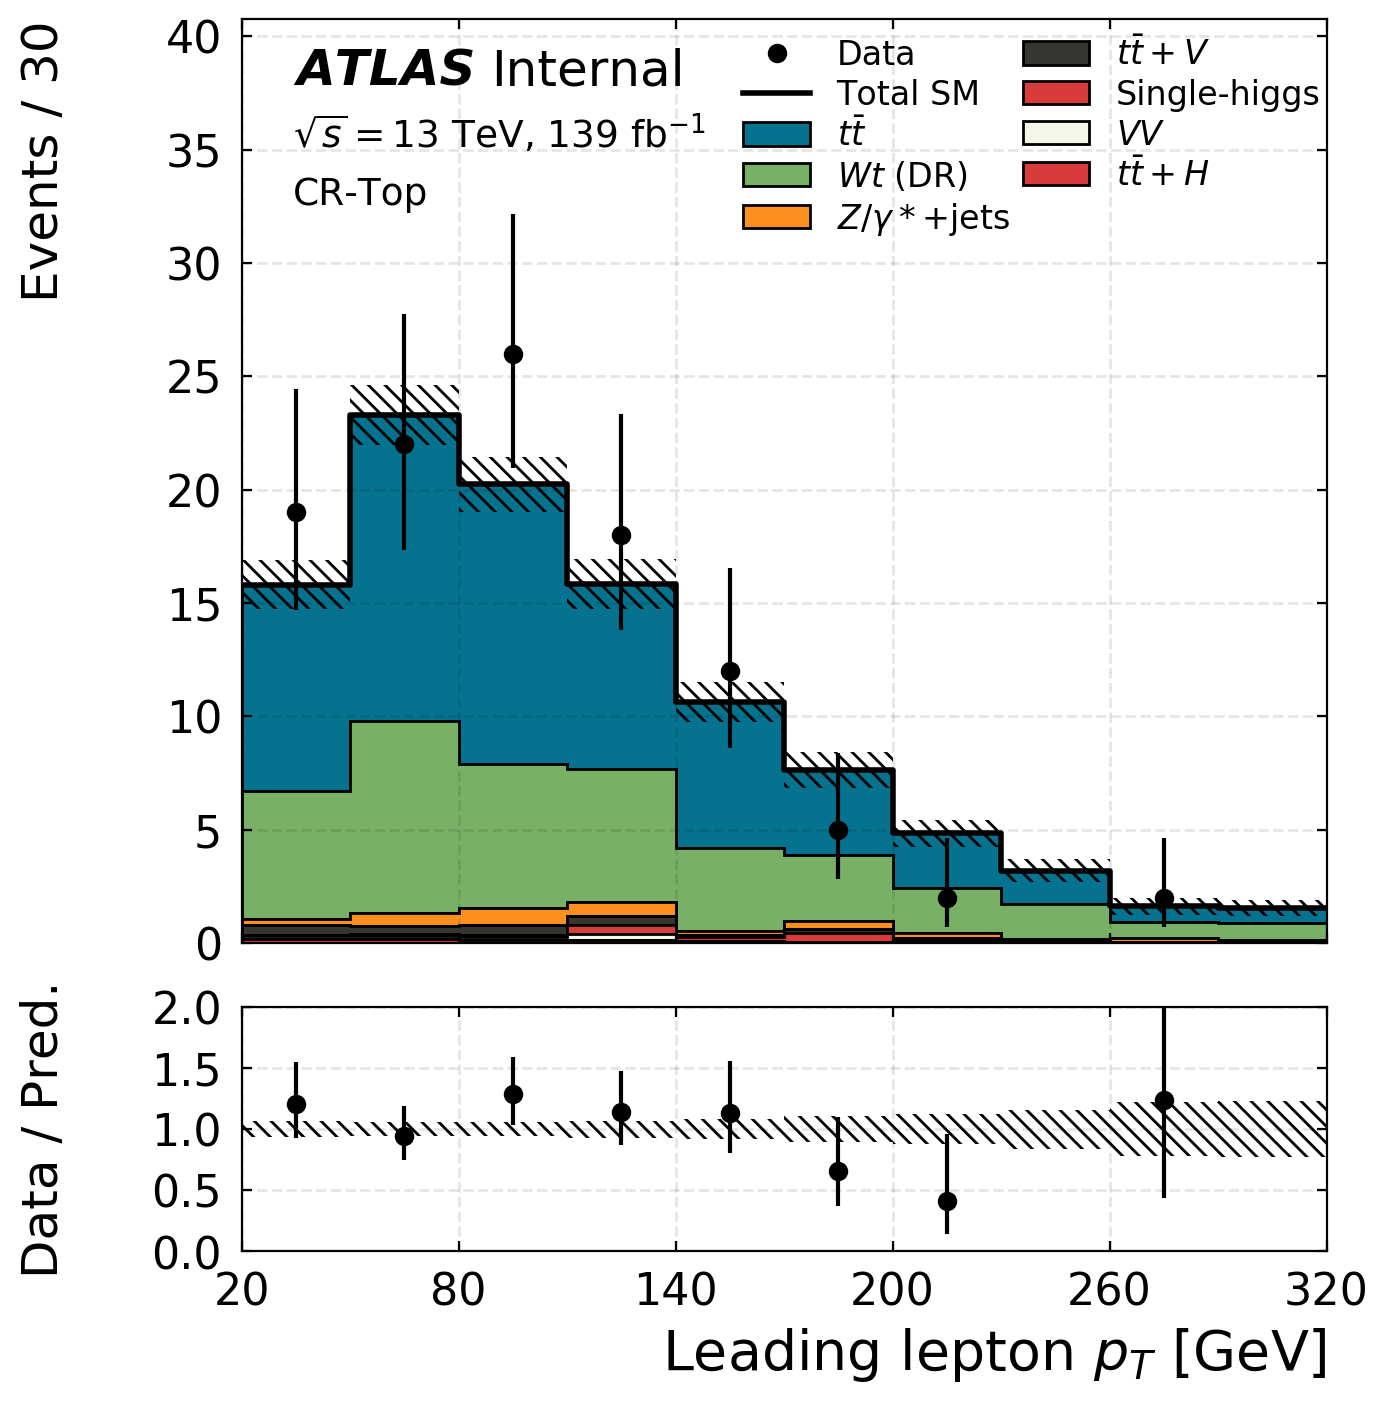 Events / 30
40
35
30
25
20
15
10
5
0
ATLAS Internal
√s = 13 TeV, 139 fb⁻¹
CR-Top
Data
Total SM
tt̄
Wt (DR)
Z/γ * +jets
tt̄ + V
Single-higgs
VV
tt̄ + H
Data / Pred.
2.0
1.5
1.0
0.5
0.0
20 80 140 200 260 320
Leading lepton p_T [GeV]